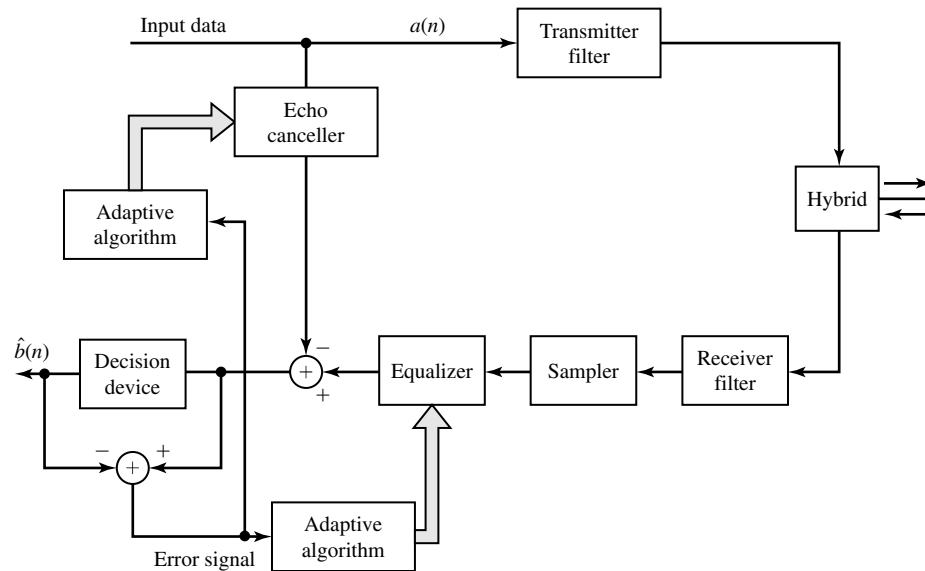 Input data
a(n)
Transmitter
filter
Echo
canceller
Hybrid
Adaptive
algorithm
b̂(n)
Decision
device
−
+
+
Equalizer
Sampler
Receiver
filter
−
+
+
Adaptive
algorithm
Error signal